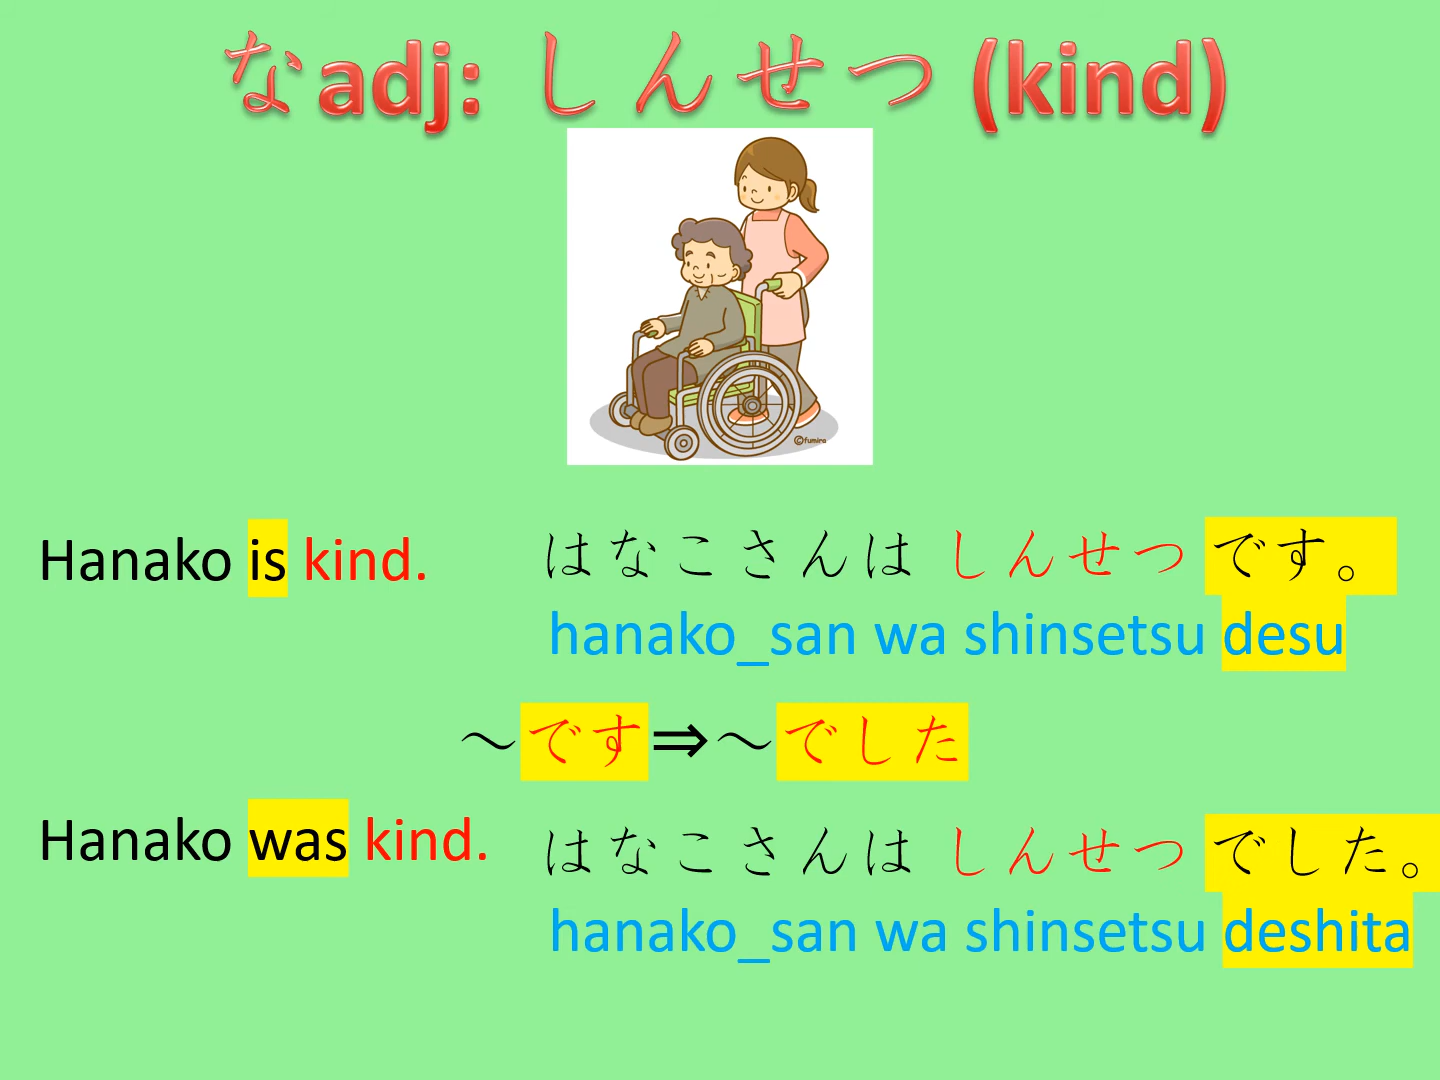 なadj: しんせつ (kind)
©fumira
Hanako is kind.
はなこさんは しんせつ です。
hanako_san wa shinsetsu desu
～です⇒～でした
Hanako was kind.
はなこさんは しんせつ でした。
hanako_san wa shinsetsu deshita